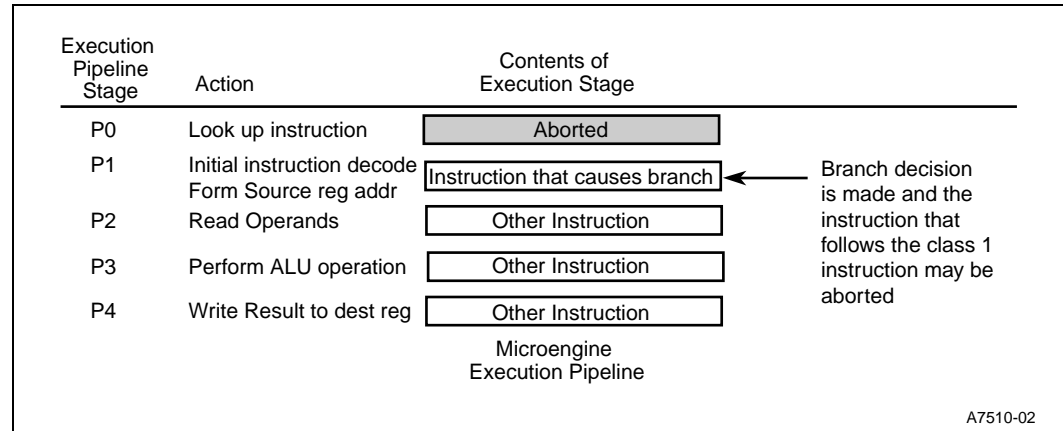 Execution
Pipeline
Stage
Action
Contents of
Execution Stage
P0
Look up instruction
Aborted
P1
Initial instruction decode
Form Source reg addr
Instruction that causes branch
P2
Read Operands
Other Instruction
P3
Perform ALU operation
Other Instruction
P4
Write Result to dest reg
Other Instruction
Branch decision
is made and the
instruction that
follows the class 1
instruction may be
aborted
Microengine
Execution Pipeline
A7510-02